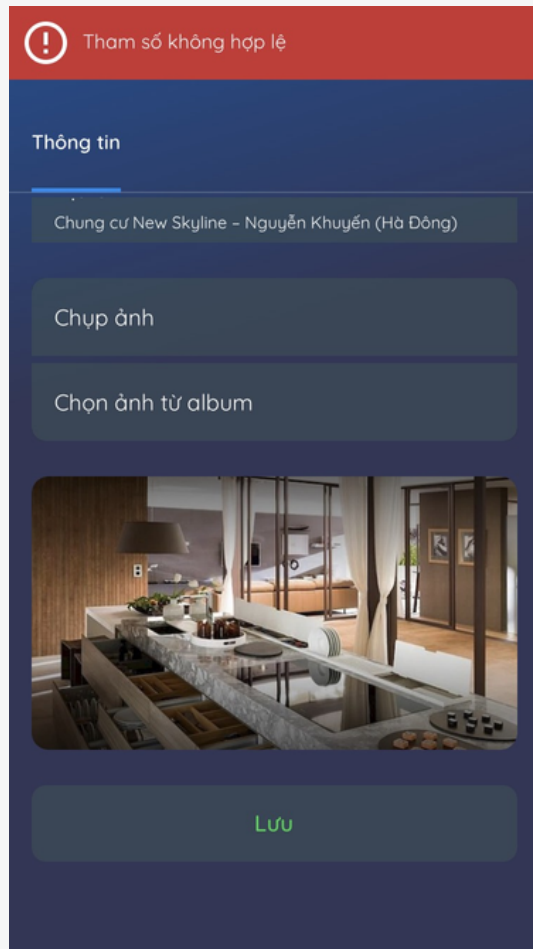 Tham số không hợp lệ
Thông tin
Chung cư New Skyline – Nguyễn Khuyến (Hà Đông)
Chụp ảnh
Chọn ảnh từ album
Lưu